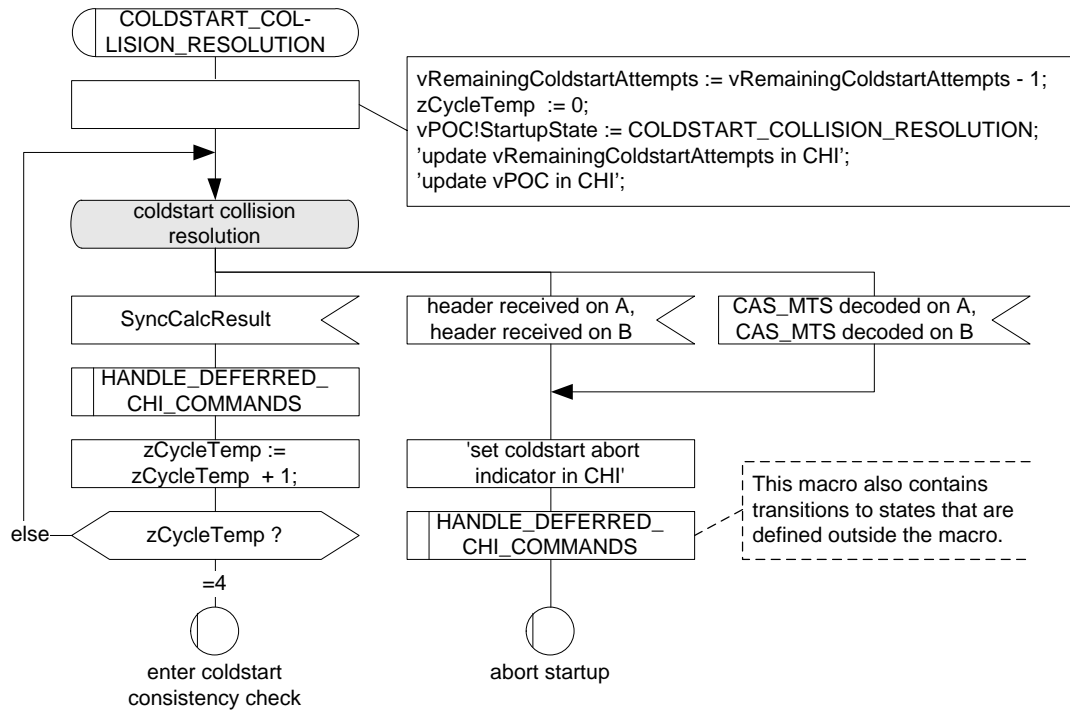 COLDSTART_COL-
LISION_RESOLUTION
vRemainingColdstartAttempts := vRemainingColdstartAttempts - 1;
zCycleTemp := 0;
vPOC!StartupState := COLDSTART_COLLISION_RESOLUTION;
'update vRemainingColdstartAttempts in CHI';
'update vPOC in CHI';
coldstart collision
resolution
SyncCalcResult
header received on A,
header received on B
CAS_MTS decoded on A,
CAS_MTS decoded on B
HANDLE_DEFERRED_
CHI_COMMANDS
zCycleTemp :=
zCycleTemp + 1;
'set coldstart abort
indicator in CHI'
This macro also contains
transitions to states that are
defined outside the macro.
else
zCycleTemp ?
HANDLE_DEFERRED_
CHI_COMMANDS
=4
enter coldstart
consistency check
abort startup